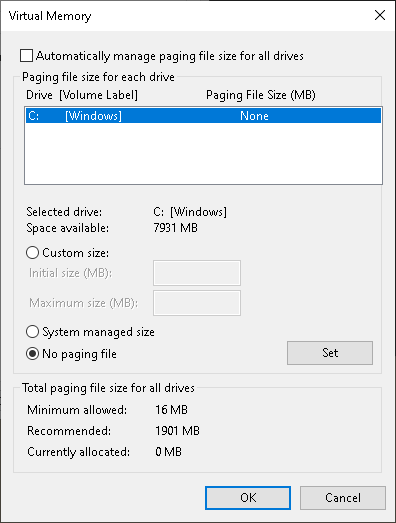 Virtual Memory
Automatically manage paging file size for all drives
Paging file size for each drive
Drive [Volume Label] Paging File Size (MB)
C: [Windows] None
Selected drive: C: [Windows]
Space available: 7931 MB
Custom size:
Initial size (MB):
Maximum size (MB):
System managed size
No paging file Set
Total paging file size for all drives
Minimum allowed: 16 MB
Recommended: 1901 MB
Currently allocated: 0 MB
OK Cancel